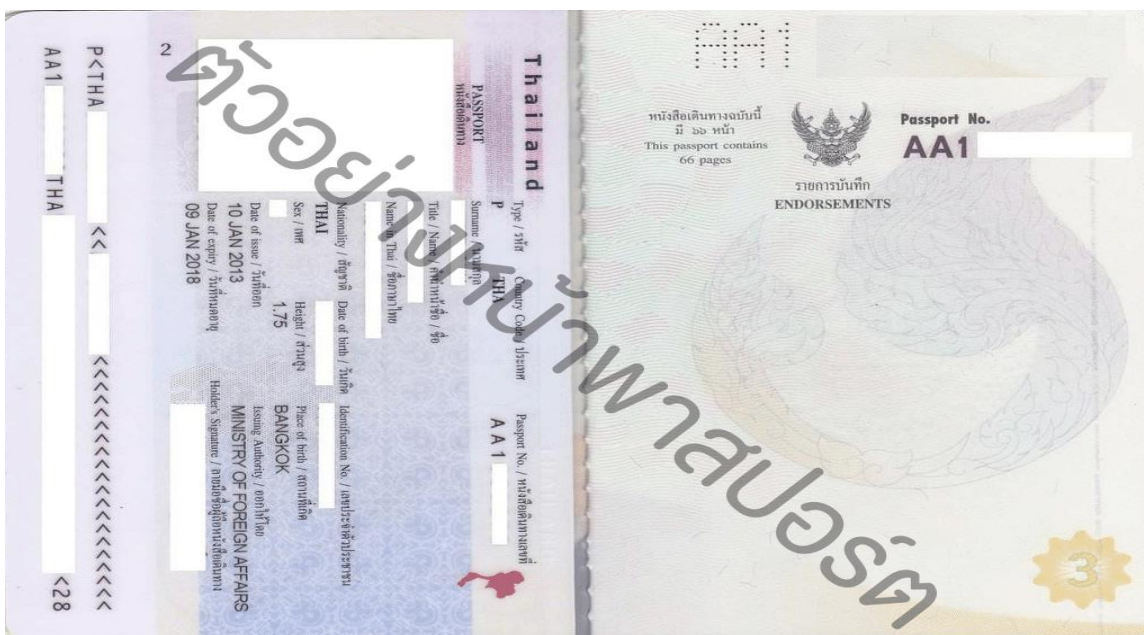 2
Thailand
PASSPORT
หนังสือเดินทาง
Type / รหัส Country Code / ประเทศ Passport No. / หนังสือเดินทางเลขที่
P THA AA1
Surname / นามสกุล
Title / Name / คำนำหน้าชื่อ / ชื่อ
Name in Thai / ชื่อภาษาไทย
Nationality / สัญชาติ Date of birth / วันเกิด Identification No. / เลขประจำตัวประชาชน
THAI
Sex / เพศ Height / ส่วนสูง Place of birth / สถานที่เกิด
1.75 BANGKOK
Date of issue / วันที่ออก Issuing Authority / ออกให้โดย
10 JAN 2013 MINISTRY OF FOREIGN AFFAIRS
Date of expiry / วันที่หมดอายุ Holder's Signature / ลายมือชื่อผู้ถือหนังสือเดินทาง
09 JAN 2018
P<THA << <<<<<<<<<<<<<<<<<<
AA1 THA <28
ตัวอย่างหน้าพาสปอร์ต
AA1
หนังสือเดินทางฉบับนี้
มี ๖๖ หน้า
This passport contains
66 pages
Passport No.
AA1
รายการบันทึก
ENDORSEMENTS
3